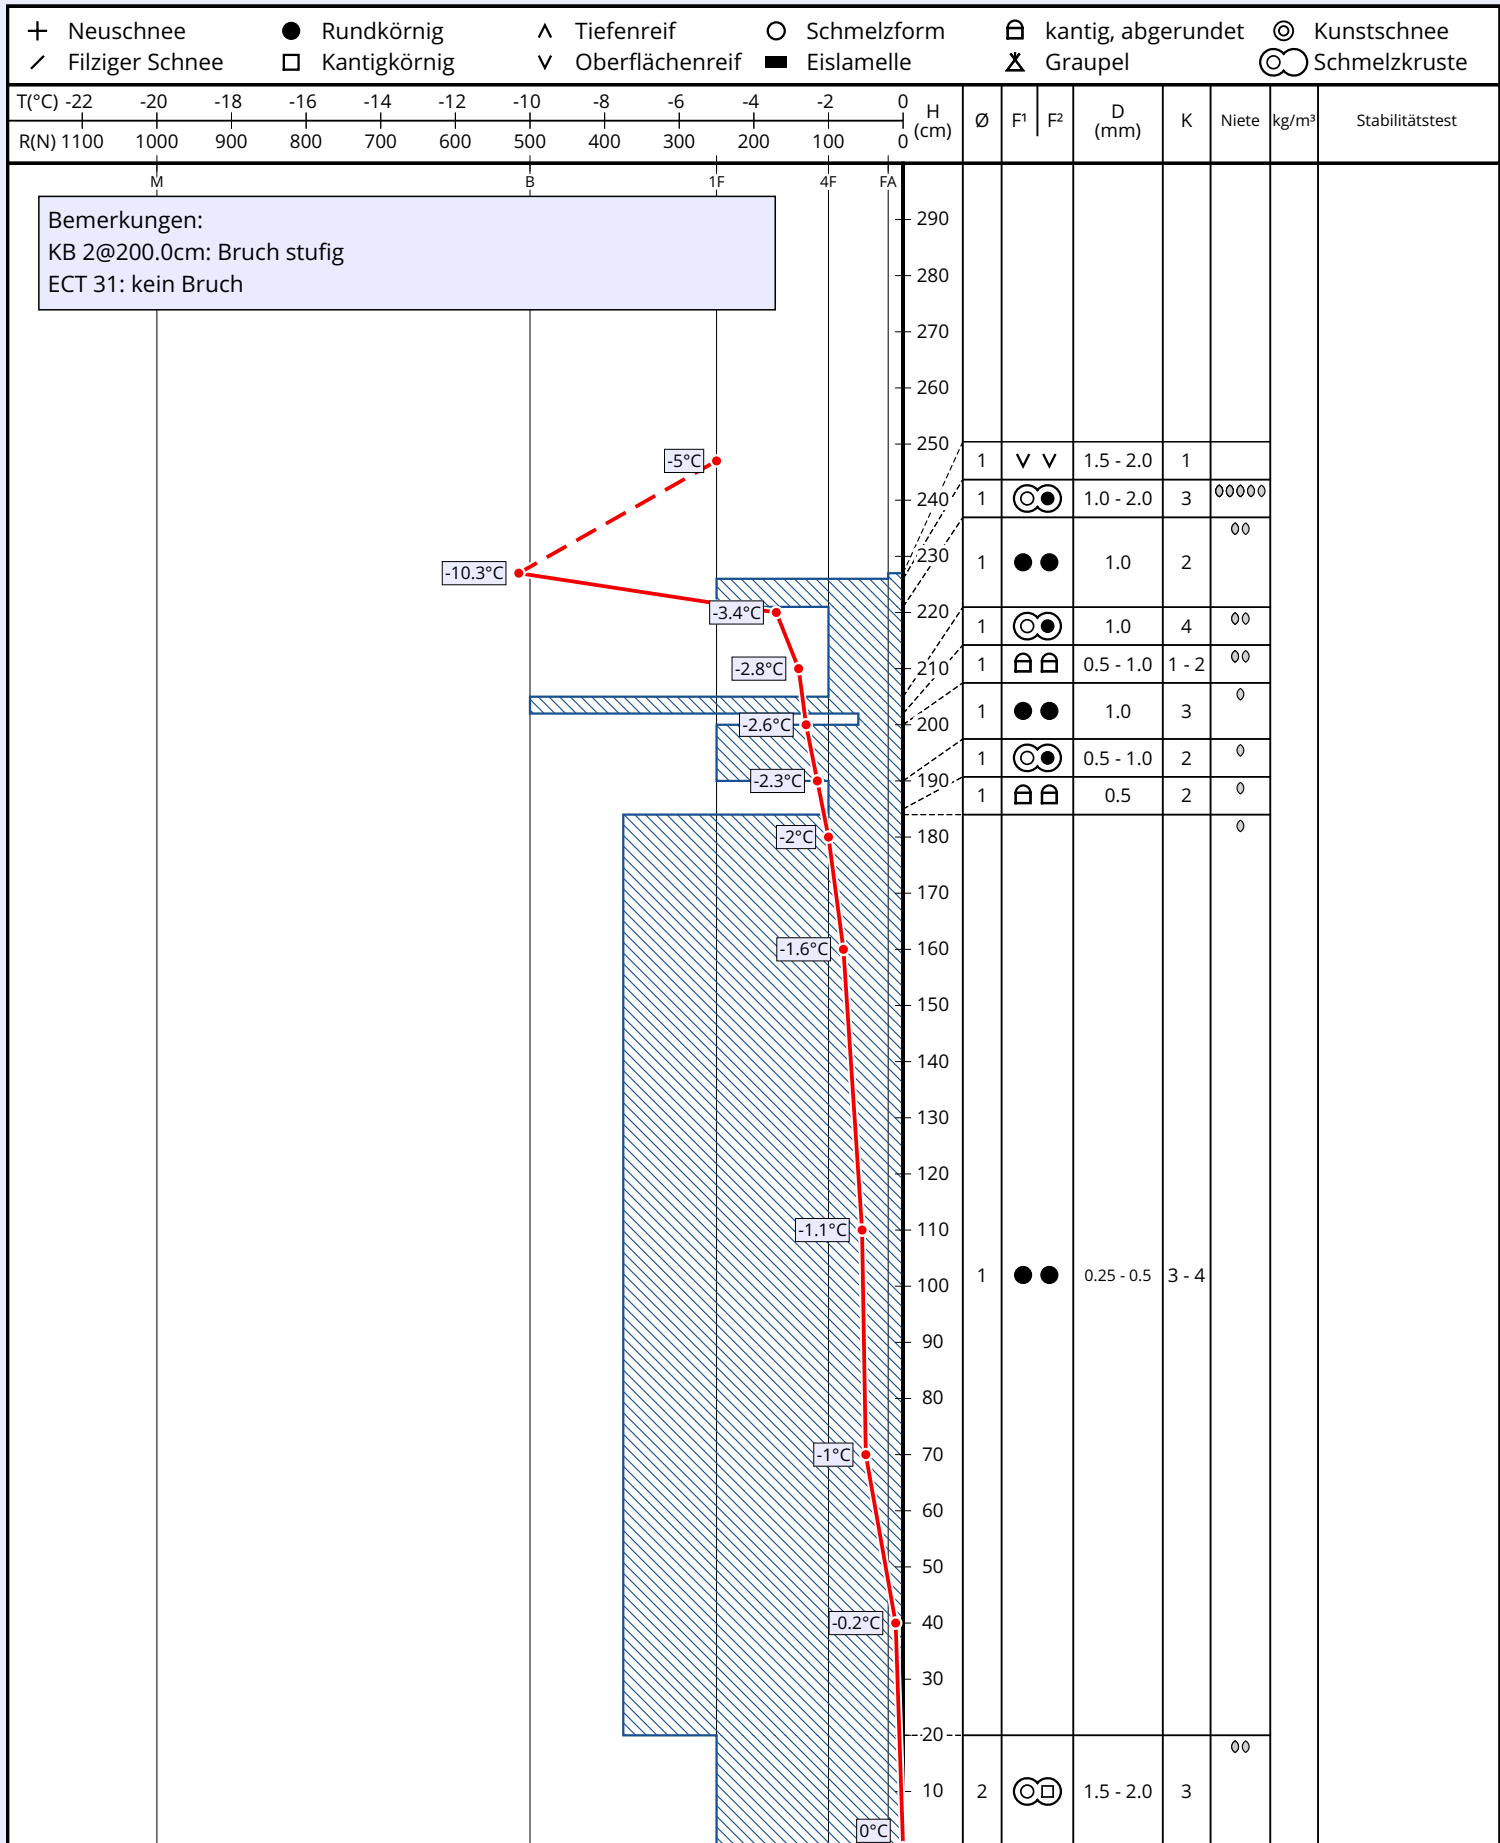 Neuschnee Rundkörnig Tiefenreif Schmelzform kantig, abgerundet Kunstschnee
Filziger Schnee Kantigkörnig Oberflächenreif Eislamelle Graupel Schmelzkruste
T(°C) -22 -20 -18 -16 -14 -12 -10 -8 -6 -4 -2 0
R(N) 1100 1000 900 800 700 600 500 400 300 200 100 0
H (cm) Ø F¹ F² D (mm) K Niete kg/m³ Stabilitätstest
M B 1F 4F FA
Bemerkungen:
KB 2@200.0cm: Bruch stufig
ECT 31: kein Bruch
290
280
270
260
250
-5°C 1 1.5 - 2.0 1
240 1 1.0 - 2.0 3
230
-10.3°C 1 1.0 2
-3.4°C 220
1 1.0 4
-2.8°C 210 1 0.5 - 1.0 1 - 2
1 1.0 3
-2.6°C 200
1 0.5 - 1.0 2
-2.3°C 190
1 0.5 2
-2°C 180
170
-1.6°C 160
150
140
130
120
-1.1°C 110
1 0.25 - 0.5 3 - 4
100
90
80
-1°C 70
60
50
-0.2°C 40
30
20
10 2 1.5 - 2.0 3
0°C